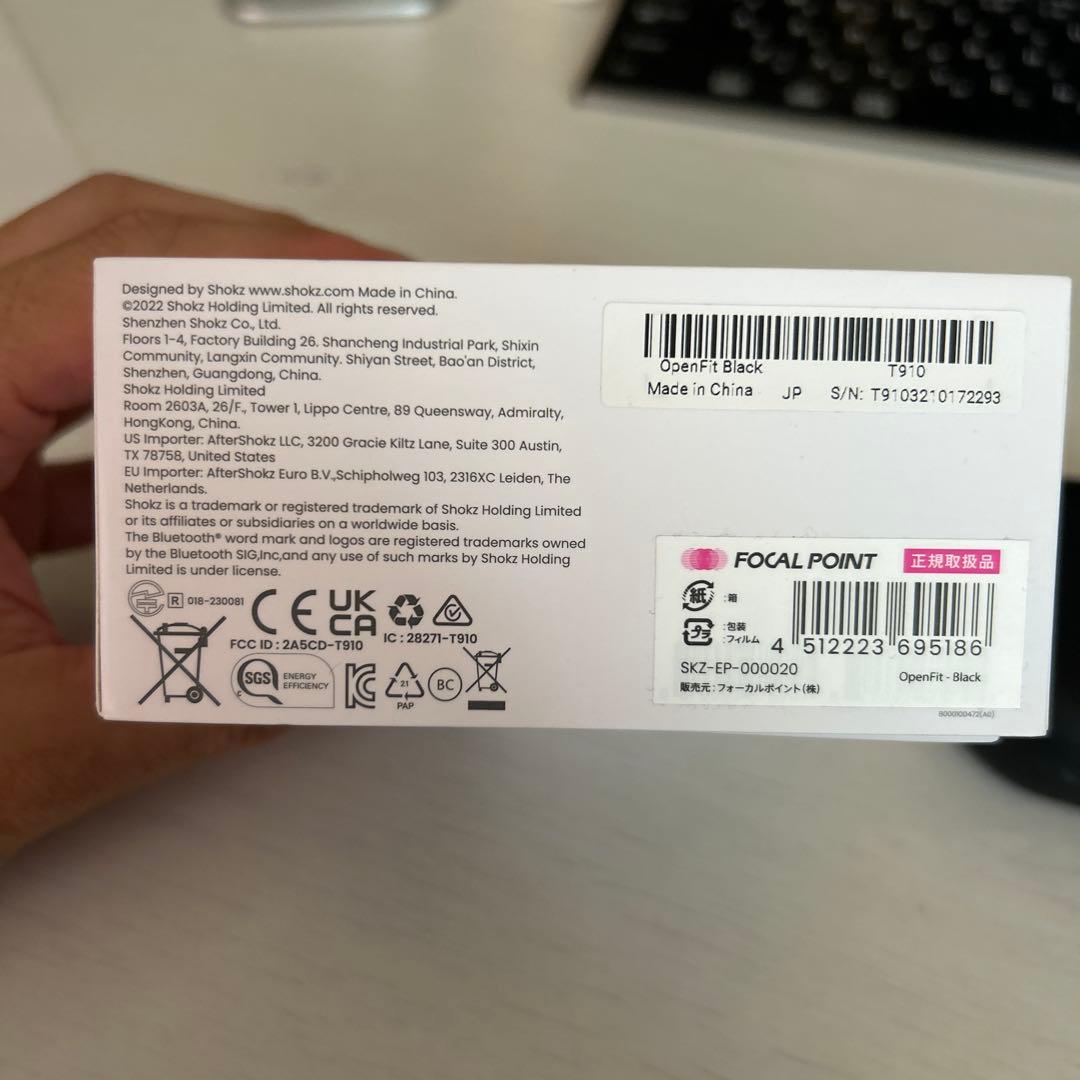 Designed by Shokz www.shokz.com Made in China.
©2022 Shokz Holding Limited. All rights reserved.
Shenzhen Shokz Co., Ltd.
Floors 1-4, Factory Building 26. Shancheng Industrial Park, Shixin
Community, Langxin Community. Shiyan Street, Bao'an District,
Shenzhen, Guangdong, China.
Shokz Holding Limited
Room 2603A, 26/F., Tower 1, Lippo Centre, 89 Queensway, Admiralty,
HongKong, China.
US Importer: AfterShokz LLC, 3200 Gracie Kiltz Lane, Suite 300 Austin,
TX 78758, United States
EU Importer: AfterShokz Euro B.V.,Schipholweg 103, 2316XC Leiden, The
Netherlands.
Shokz is a trademark or registered trademark of Shokz Holding Limited
or its affiliates or subsidiaries on a worldwide basis.
The Bluetooth® word mark and logos are registered trademarks owned
by the Bluetooth SIG,Inc,and any use of such marks by Shokz Holding
Limited is under license.
R 018-230081
CE
UK
CA
FCC ID : 2A5CD-T910
IC : 28271-T910
SGS ENERGY
EFFICIENCY
C
21
PAP
BC
OpenFit Black T910
Made in China JP S/N: T9103210172293
FOCAL POINT 正規取扱品
紙 :箱
プラ :包装
:フィルム
4 512223 695186
SKZ-EP-000020 OpenFit - Black
販売元:フォーカルポイント(株)
8000100472(A0)